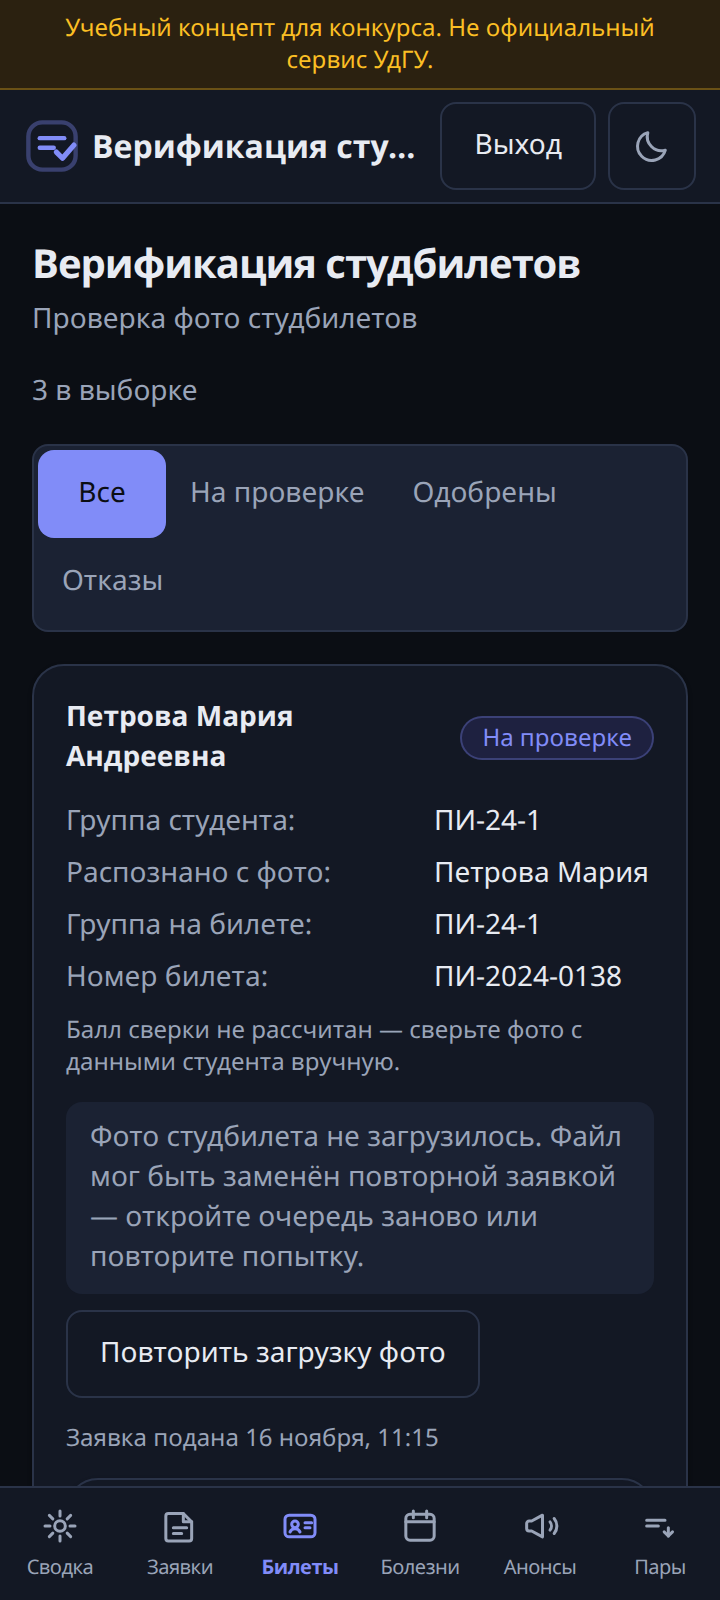 Учебный концепт для конкурса. Не официальный
сервис УдГУ.
Верификация сту...
Выход
Верификация студбилетов
Проверка фото студбилетов
3 в выборке
Все
На проверке
Одобрены
Отказы
Петрова Мария
Андреевна
На проверке
Группа студента: ПИ-24-1
Распознано с фото: Петрова Мария
Группа на билете: ПИ-24-1
Номер билета: ПИ-2024-0138
Балл сверки не рассчитан — сверьте фото с
данными студента вручную.
Фото студбилета не загрузилось. Файл
мог быть заменён повторной заявкой
— откройте очередь заново или
повторите попытку.
Повторить загрузку фото
Заявка подана 16 ноября, 11:15
Сводка
Заявки
Билеты
Болезни
Анонсы
Пары